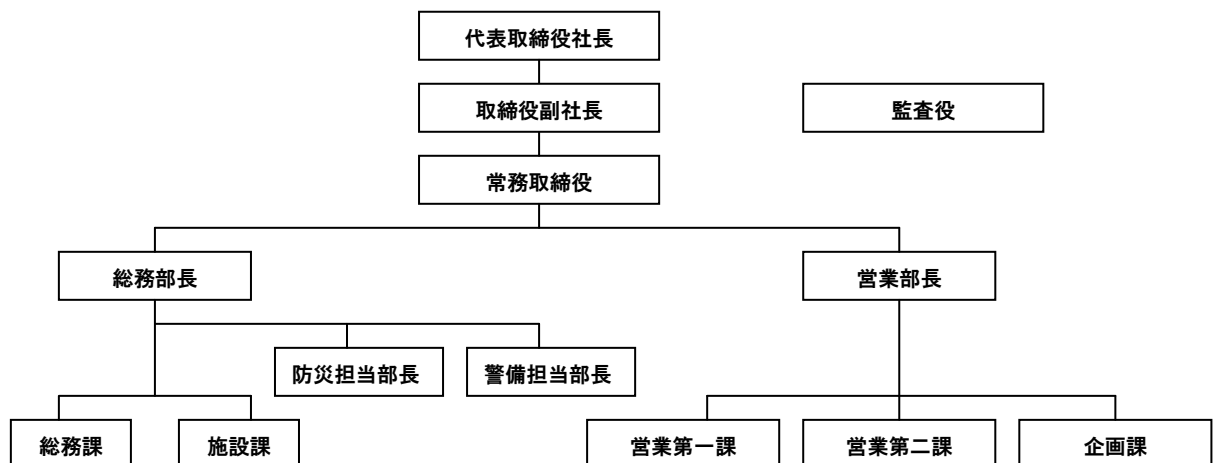 代表取締役社長
取締役副社長
監査役
常務取締役
総務部長
営業部長
防災担当部長
警備担当部長
総務課
施設課
営業第一課
営業第二課
企画課